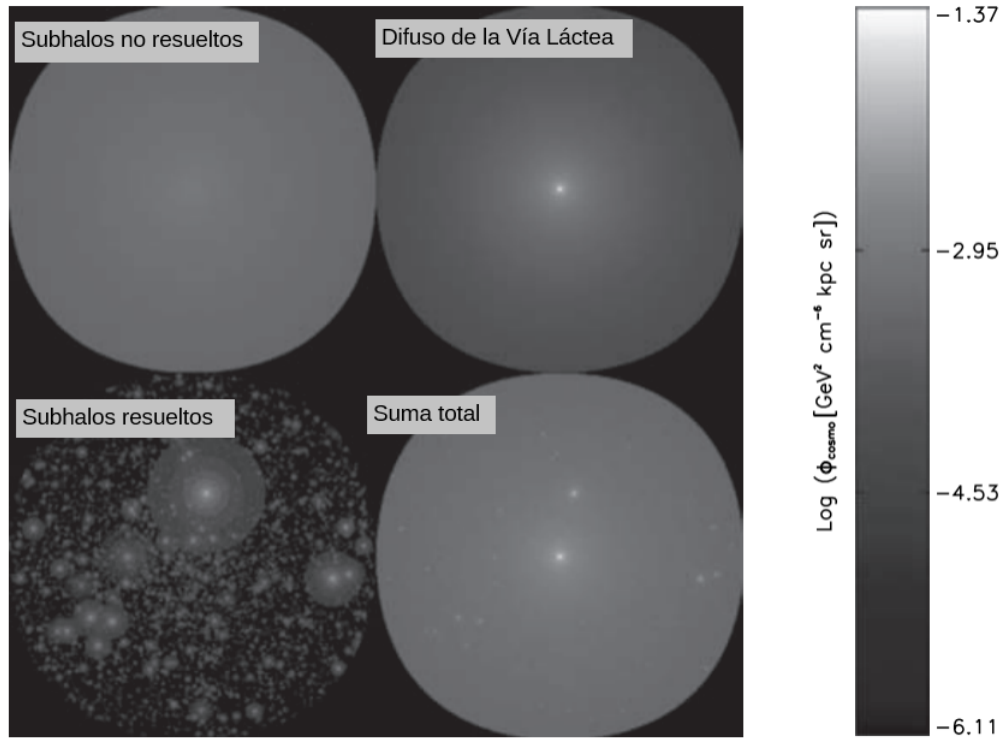 Subhalos no resueltos
Difuso de la Vía Láctea
Subhalos resueltos
Suma total
Log (ϕcosmo[GeV² cm⁻⁶ kpc sr])
−1.37
−2.95
−4.53
−6.11